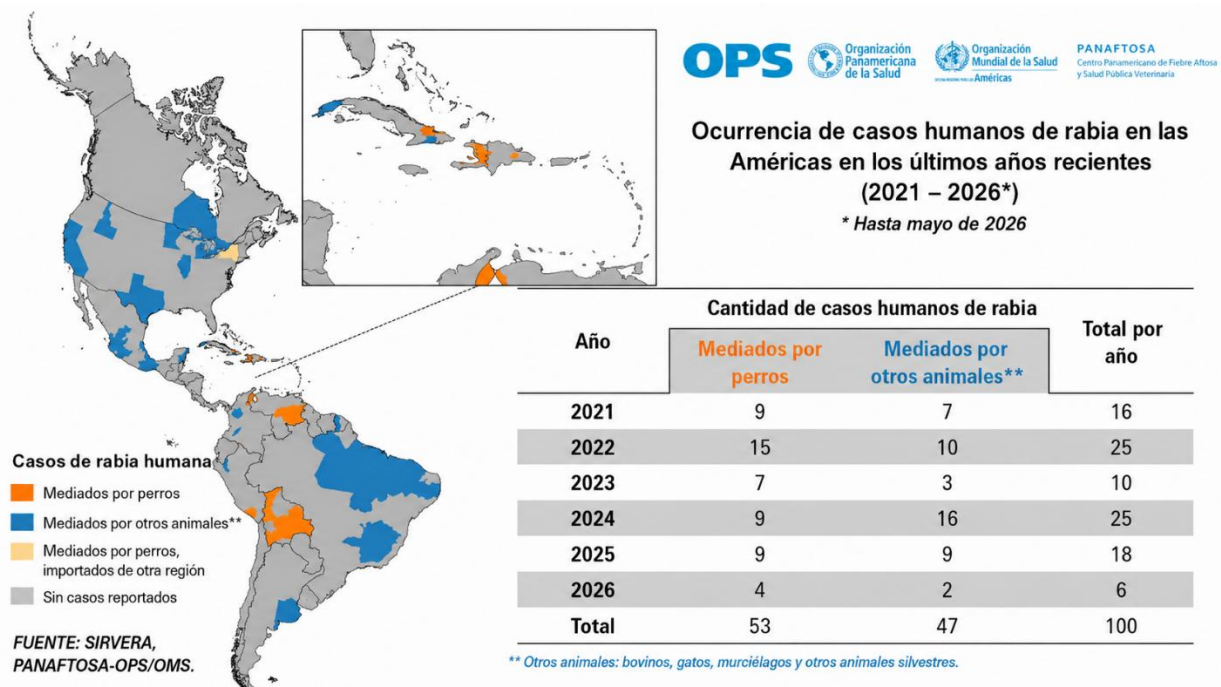 OPS
Organización
Panamericana
de la Salud
Organización
Mundial de la Salud
Américas
PANAFTOSA
Centro Panamericano de Fiebre Aftosa
y Salud Pública Veterinaria
Ocurrencia de casos humanos de rabia en las
Américas en los últimos años recientes
(2021 – 2026*)
* Hasta mayo de 2026
Año
Cantidad de casos humanos de rabia
Total por
año
Mediados por
perros
Mediados por
otros animales**
2021 9 7 16
2022 15 10 25
2023 7 3 10
2024 9 16 25
2025 9 9 18
2026 4 2 6
Total 53 47 100
** Otros animales: bovinos, gatos, murciélagos y otros animales silvestres.
Casos de rabia humana
Mediados por perros
Mediados por otros animales**
Mediados por perros,
importados de otra región
Sin casos reportados
FUENTE: SIRVERA,
PANAFTOSA-OPS/OMS.